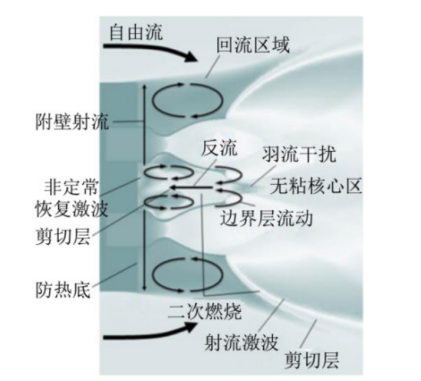 自由流
回流区域
附壁射流
反流
羽流干扰
非定常
恢复激波
无粘核心区
剪切层
边界层流动
防热底
二次燃烧
射流激波
剪切层